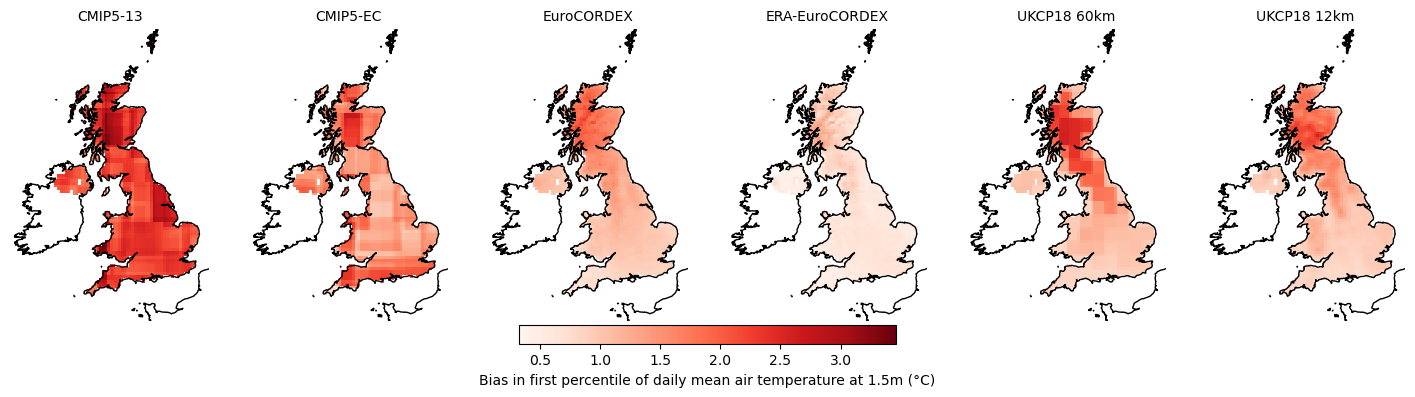 CMIP5-13
CMIP5-EC
EuroCORDEX
ERA-EuroCORDEX
UKCP18 60km
UKCP18 12km
0.5 1.0 1.5 2.0 2.5 3.0
Bias in first percentile of daily mean air temperature at 1.5m (°C)